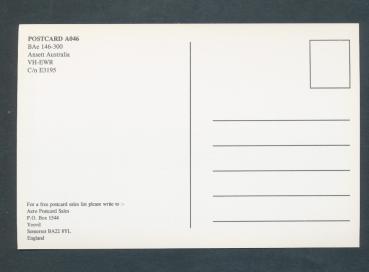 POSTCARD A046
BAe 146-300
Ansett Australia
VH-EWR
C/n E3195
For a free postcard sales list please write to :-
Aero Postcard Sales
P.O. Box 1544
Yeovil
Somerset BA22 8YL
England